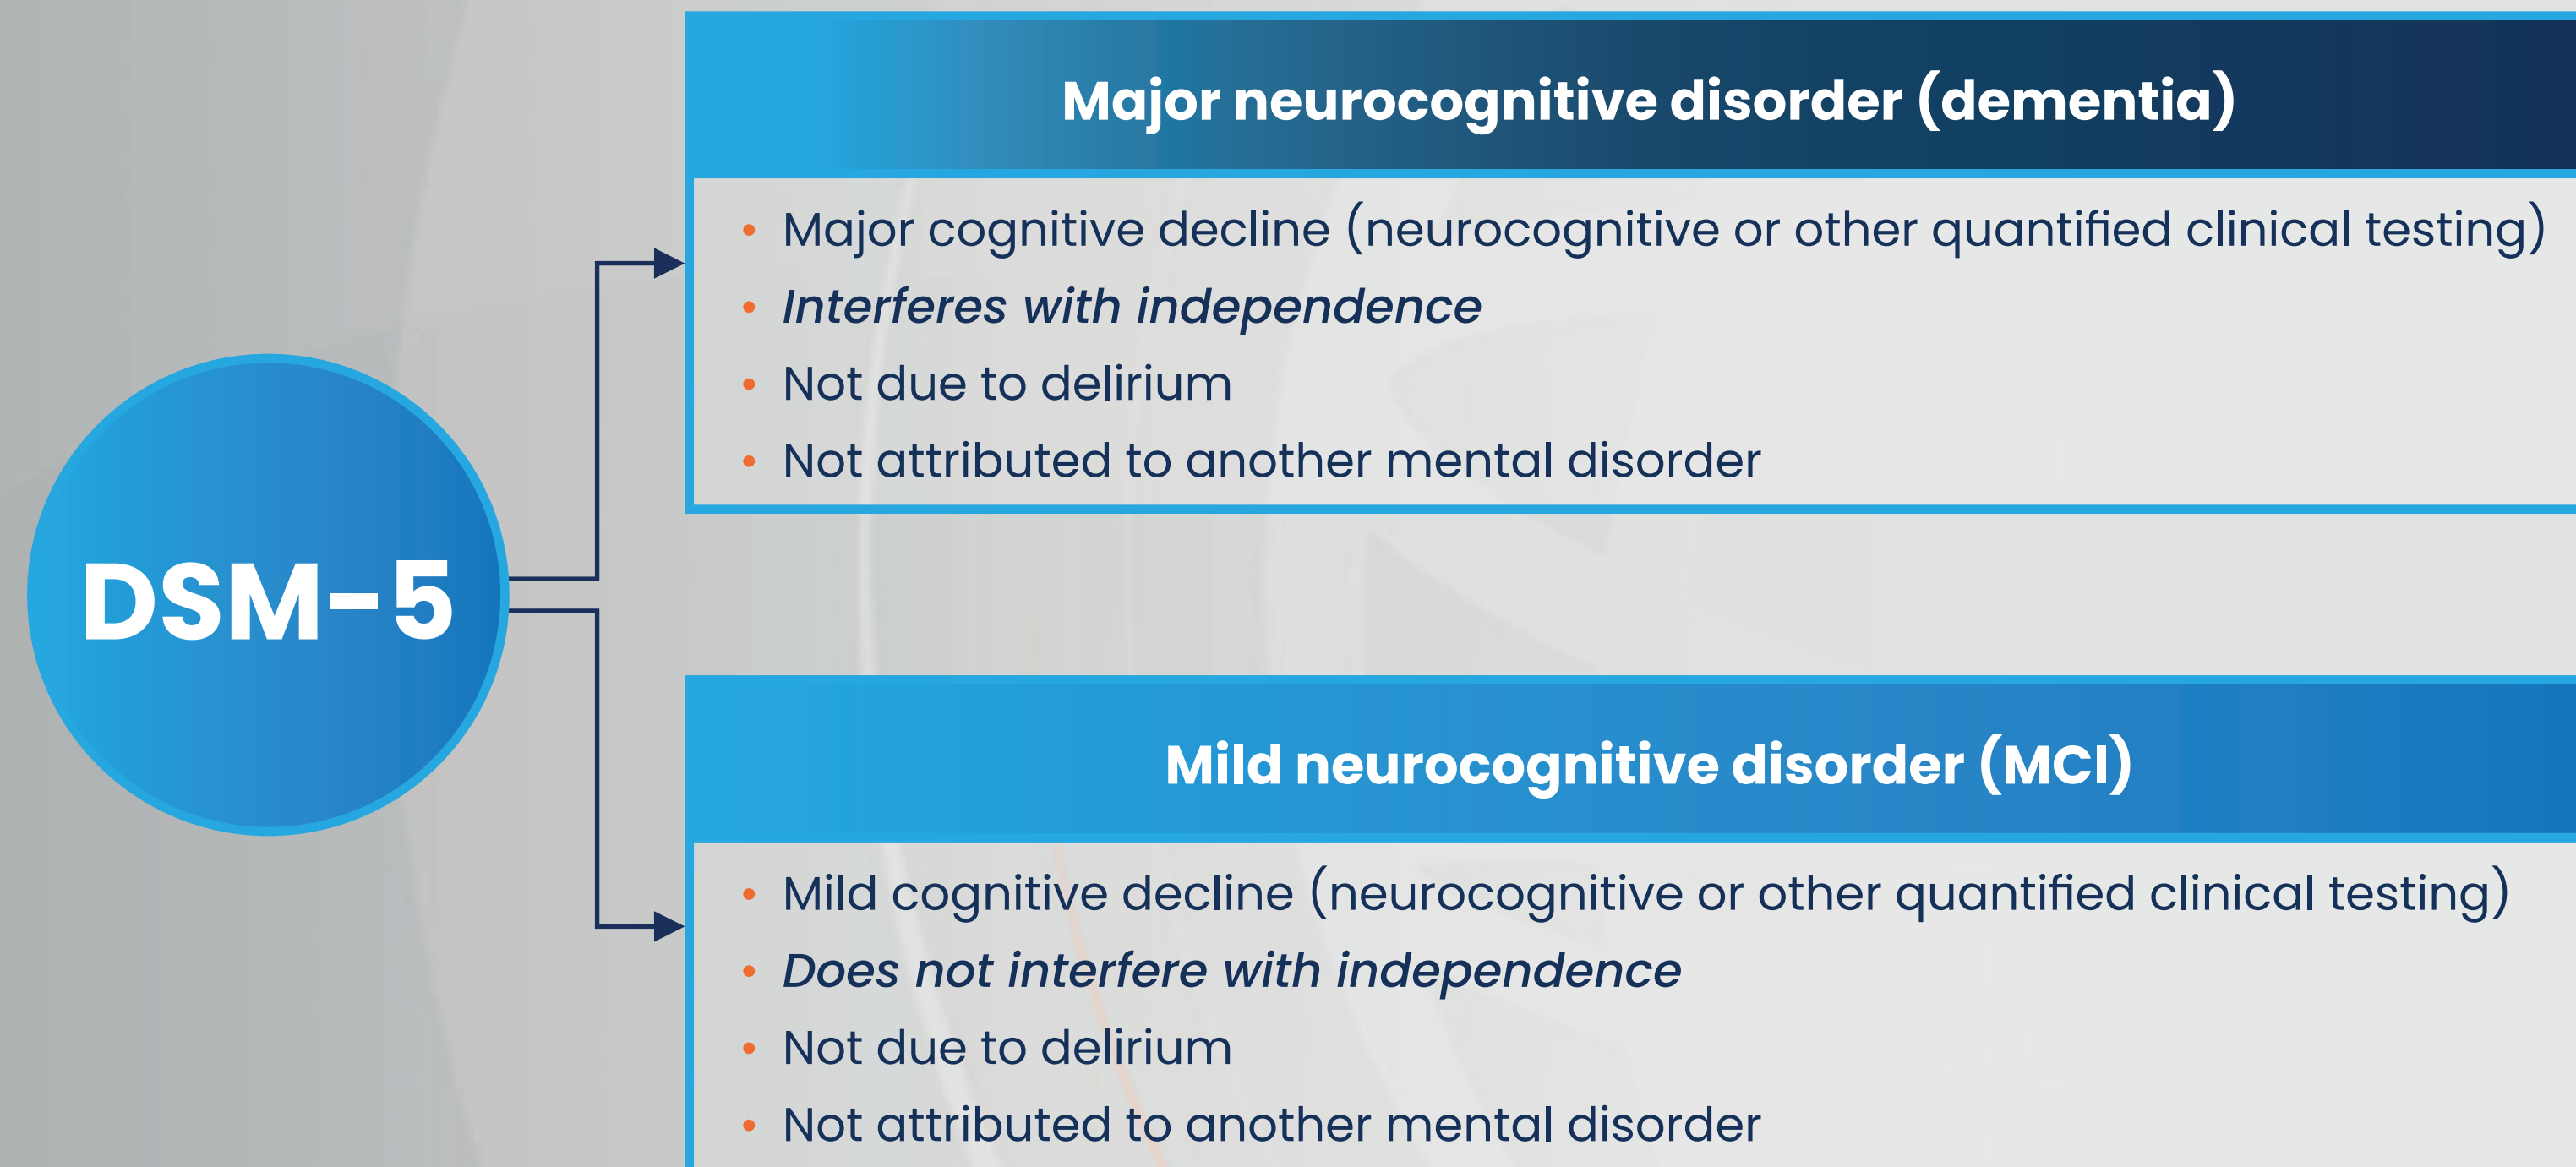 DSM-5
Major neurocognitive disorder (dementia)
• Major cognitive decline (neurocognitive or other quantified clinical testing)
• Interferes with independence
• Not due to delirium
• Not attributed to another mental disorder
Mild neurocognitive disorder (MCI)
• Mild cognitive decline (neurocognitive or other quantified clinical testing)
• Does not interfere with independence
• Not due to delirium
• Not attributed to another mental disorder